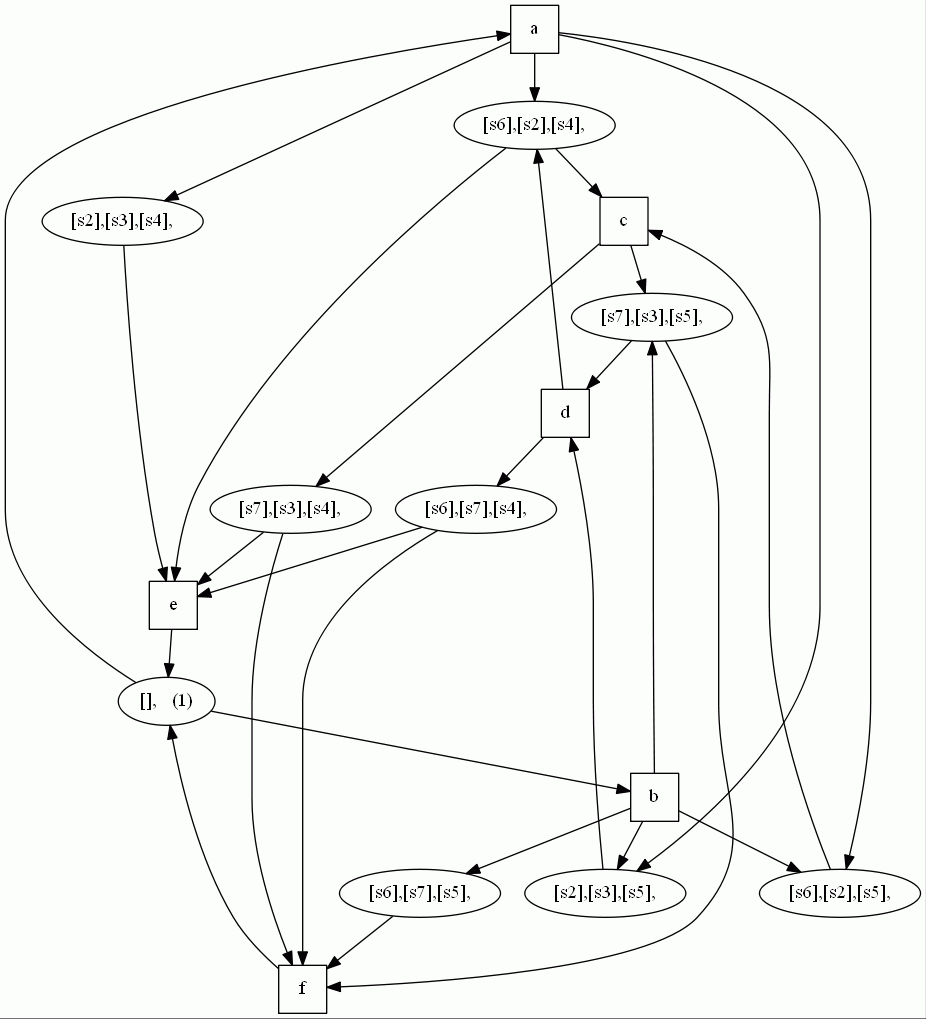 a
[s6],[s2],[s4],
[s2],[s3],[s4],
c
[s7],[s3],[s5],
d
[s7],[s3],[s4],
[s6],[s7],[s4],
e
[], (1)
b
[s6],[s7],[s5],
[s2],[s3],[s5],
[s6],[s2],[s5],
f